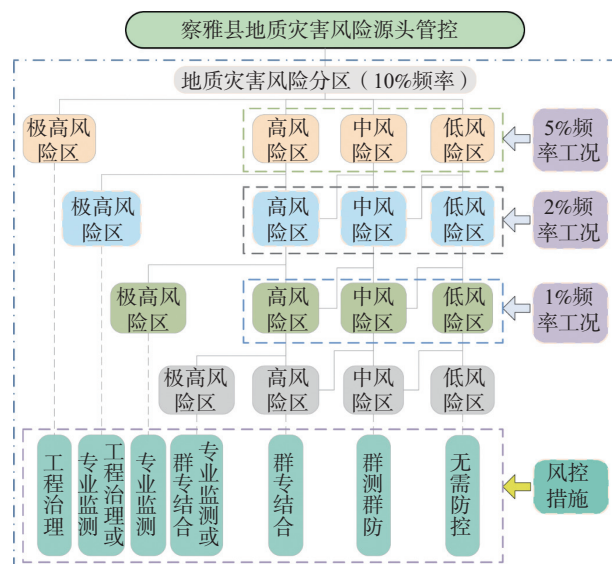 察雅县地质灾害风险源头管控
地质灾害风险分区（10%频率）
极高风
险区
高风
险区
中风
险区
低风
险区
5%频
率工况
极高风
险区
高风
险区
中风
险区
低风
险区
2%频
率工况
极高风
险区
高风
险区
中风
险区
低风
险区
1%频
率工况
极高风
险区
高风
险区
中风
险区
低风
险区
工程治理
工程治理或
专业监测
专业监测
专业监测或
群专结合
群专结合
群测群防
无需防控
风控
措施